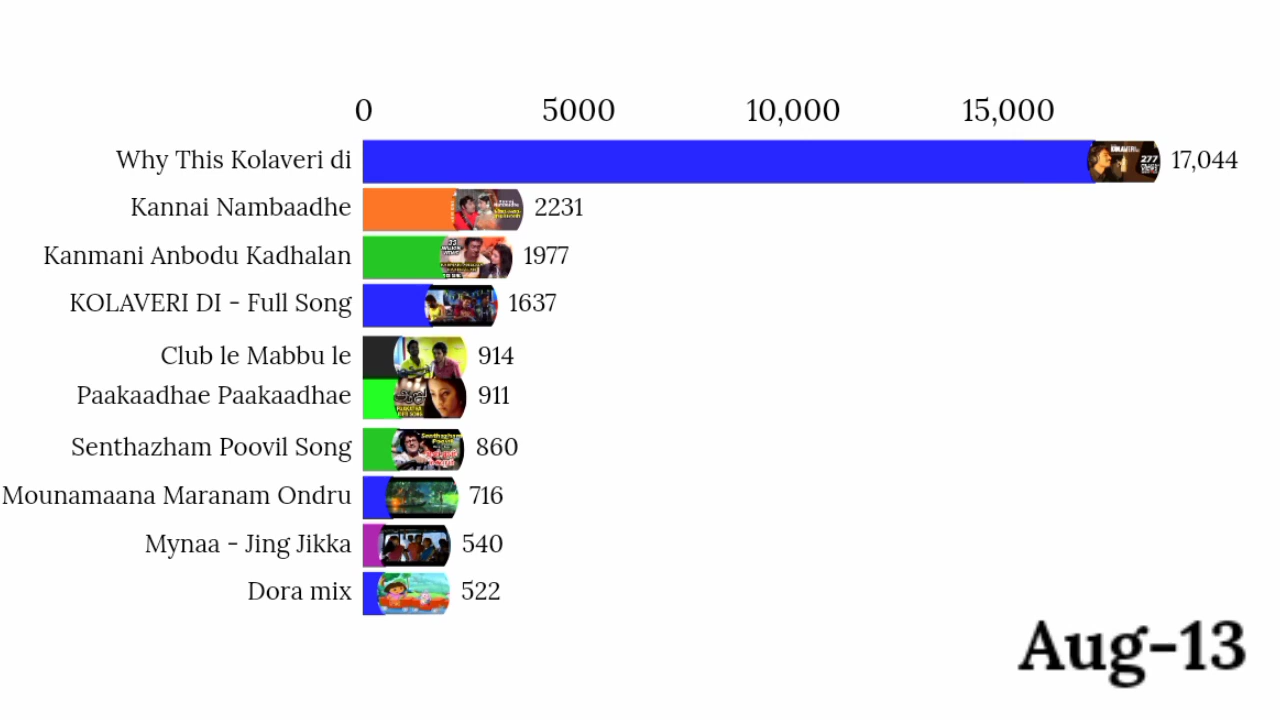 0 5000 10,000 15,000
Why This Kolaveri di 17,044
Kannai Nambaadhe 2231
Kanmani Anbodu Kadhalan 1977
KOLAVERI DI - Full Song 1637
Club le Mabbu le 914
Paakaadhae Paakaadhae 911
Senthazham Poovil Song 860
Mounamaana Maranam Ondru 716
Mynaa - Jing Jikka 540
Dora mix 522
Aug-13